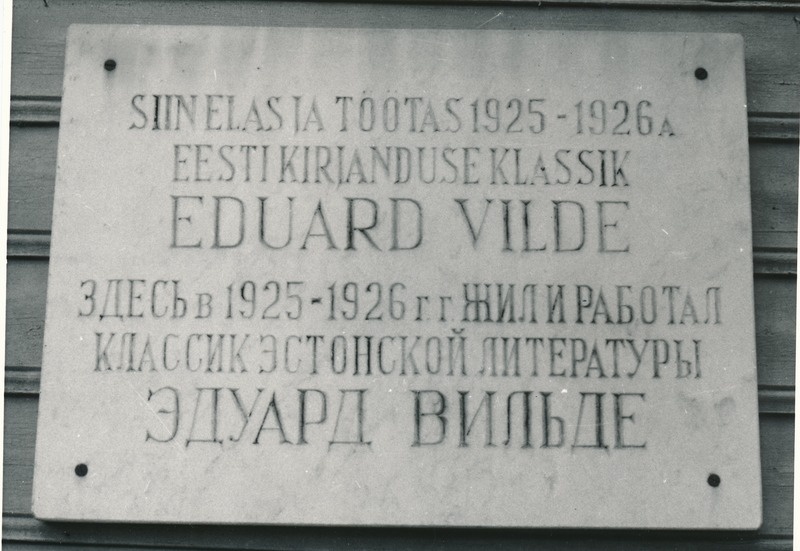 SIIN ELAS JA TÖÖTAS 1925-1926 A
EESTI KIRJANDUSE KLASSIK
EDUARD VILDE
ЗДЕСЬ в 1925-1926 г г. ЖИЛ И РАБОТАЛ
КЛАССИК ЭСТОНСКОЙ ЛИТЕРАТУРЫ
ЭДУАРД ВИЛЬДЕ